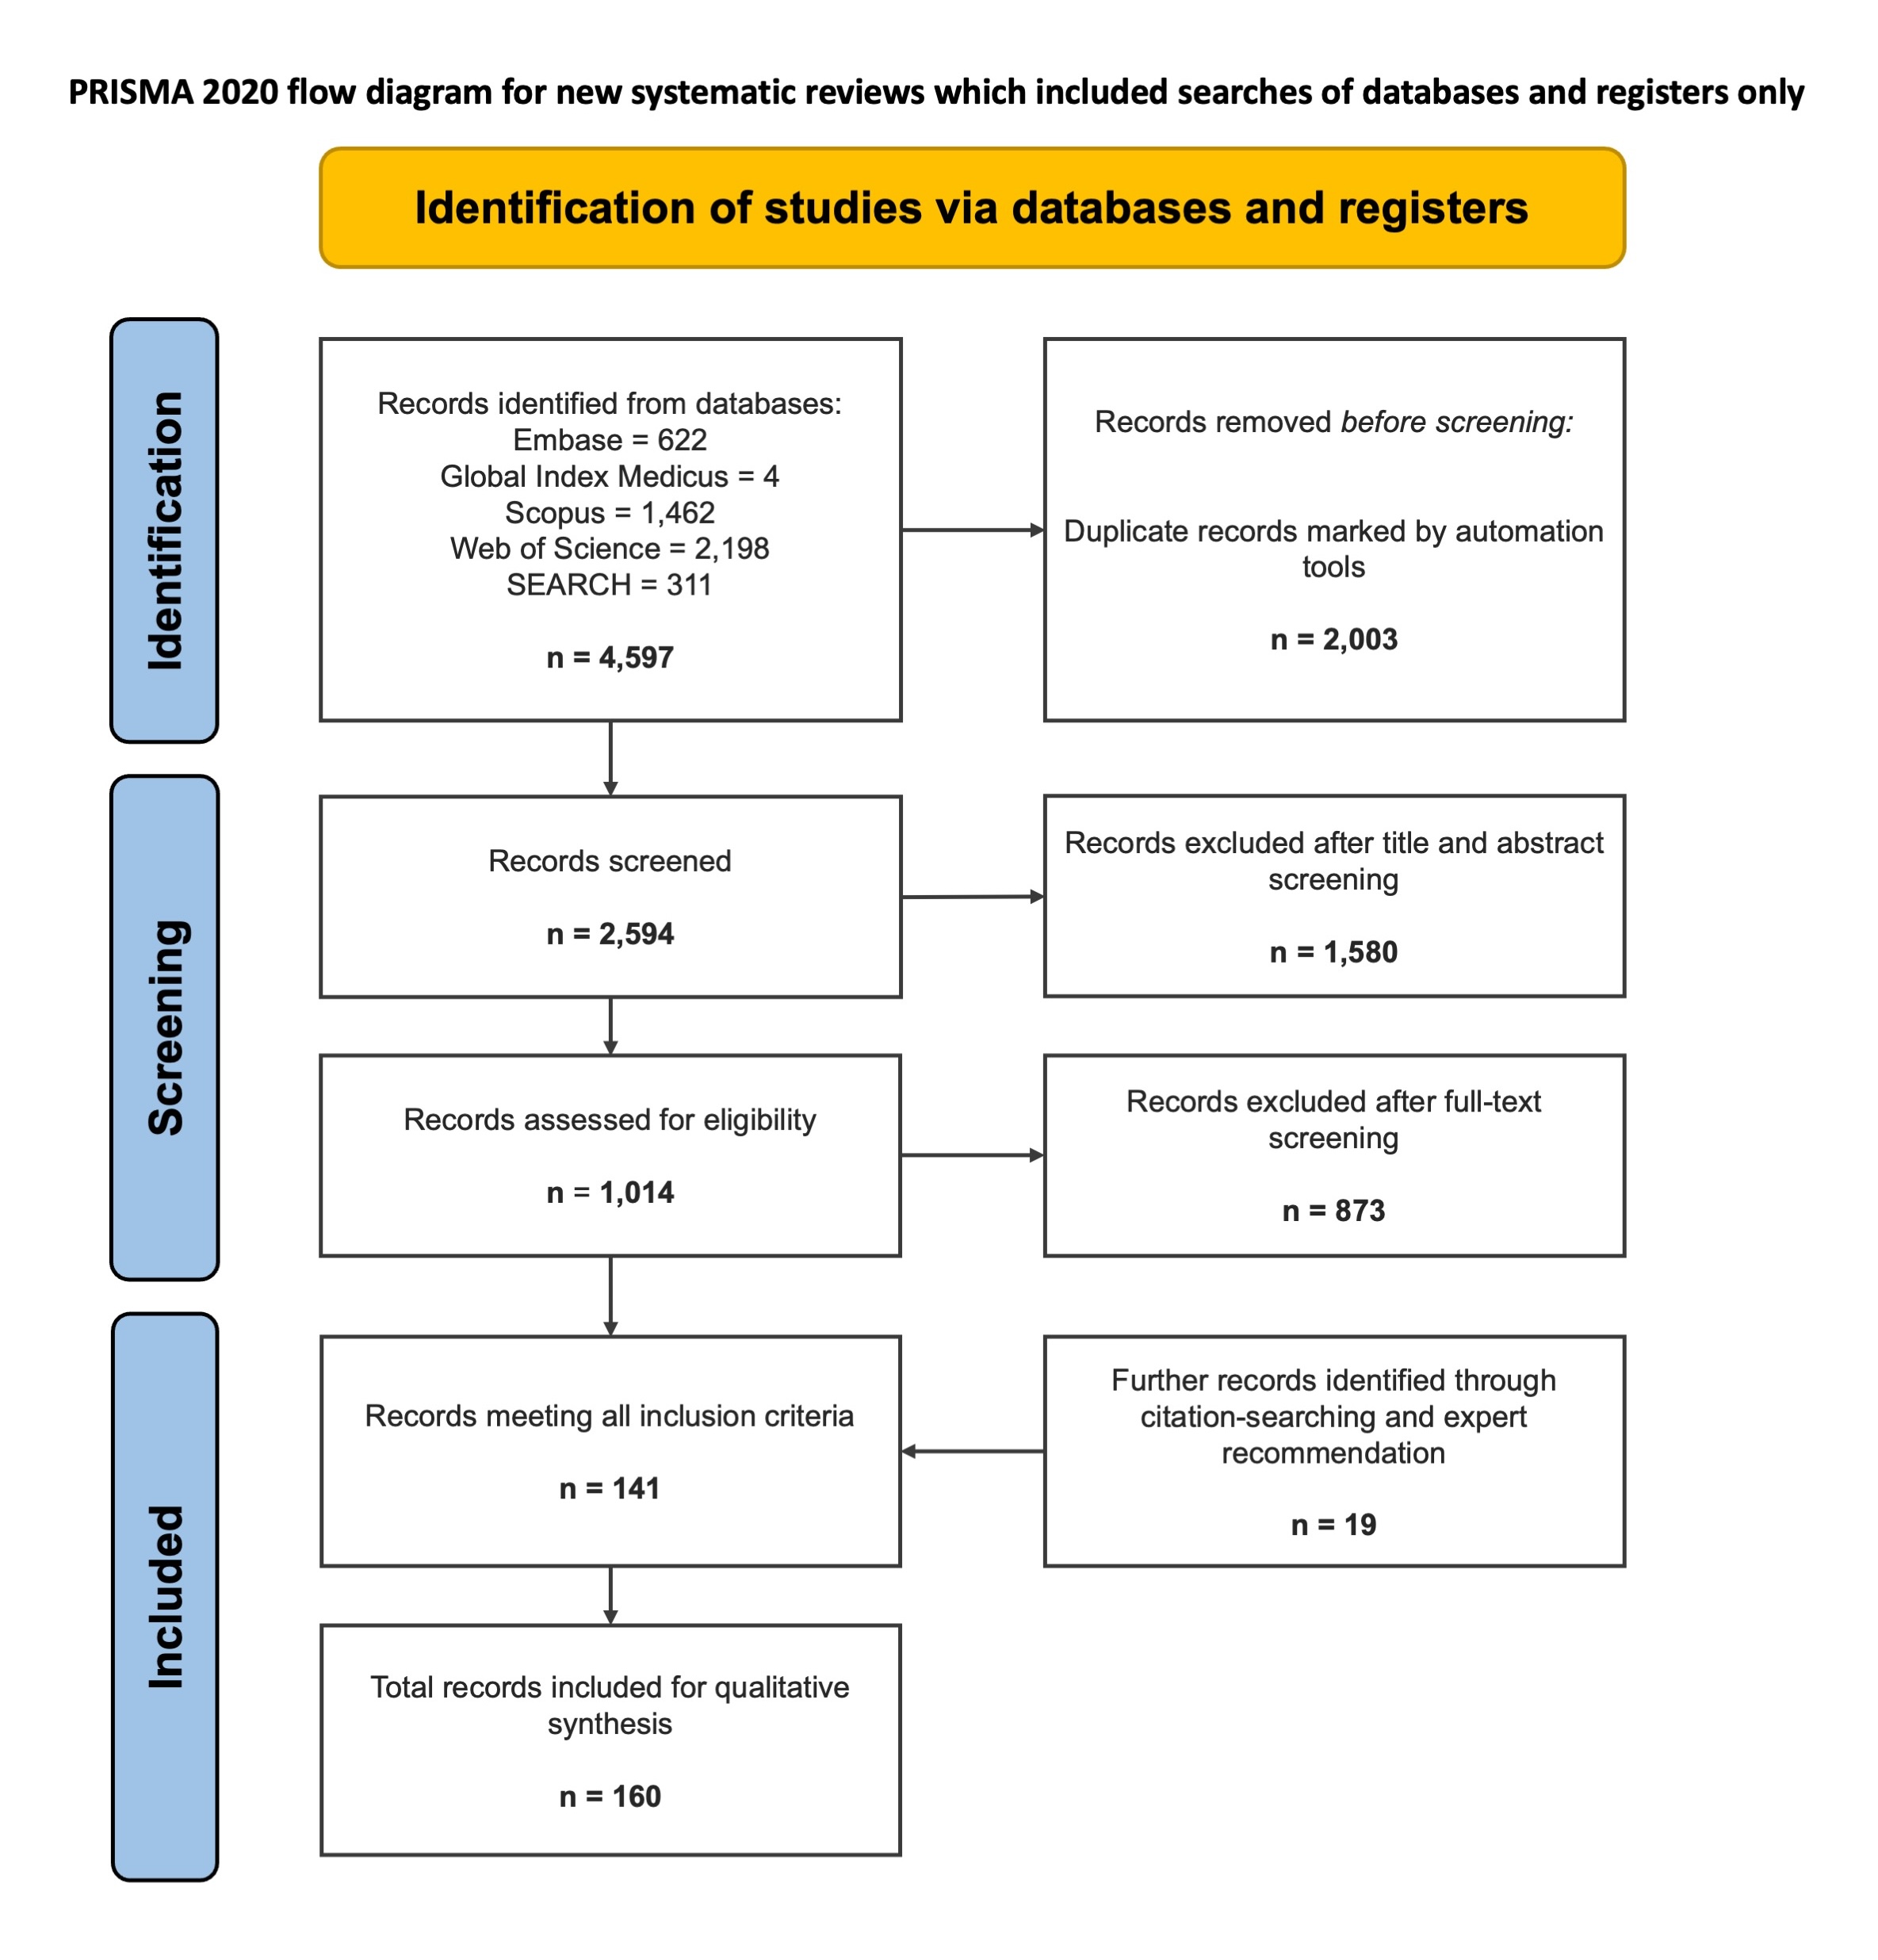 PRISMA 2020 flow diagram for new systematic reviews which included searches of databases and registers only
Identification of studies via databases and registers
Identification
Records identified from databases:
Embase = 622
Global Index Medicus = 4
Scopus = 1,462
Web of Science = 2,198
SEARCH = 311
n = 4,597
Records removed before screening:
Duplicate records marked by automation
tools
n = 2,003
Screening
Records screened
n = 2,594
Records excluded after title and abstract
screening
n = 1,580
Records assessed for eligibility
n = 1,014
Records excluded after full-text
screening
n = 873
Included
Records meeting all inclusion criteria
n = 141
Further records identified through
citation-searching and expert
recommendation
n = 19
Total records included for qualitative
synthesis
n = 160